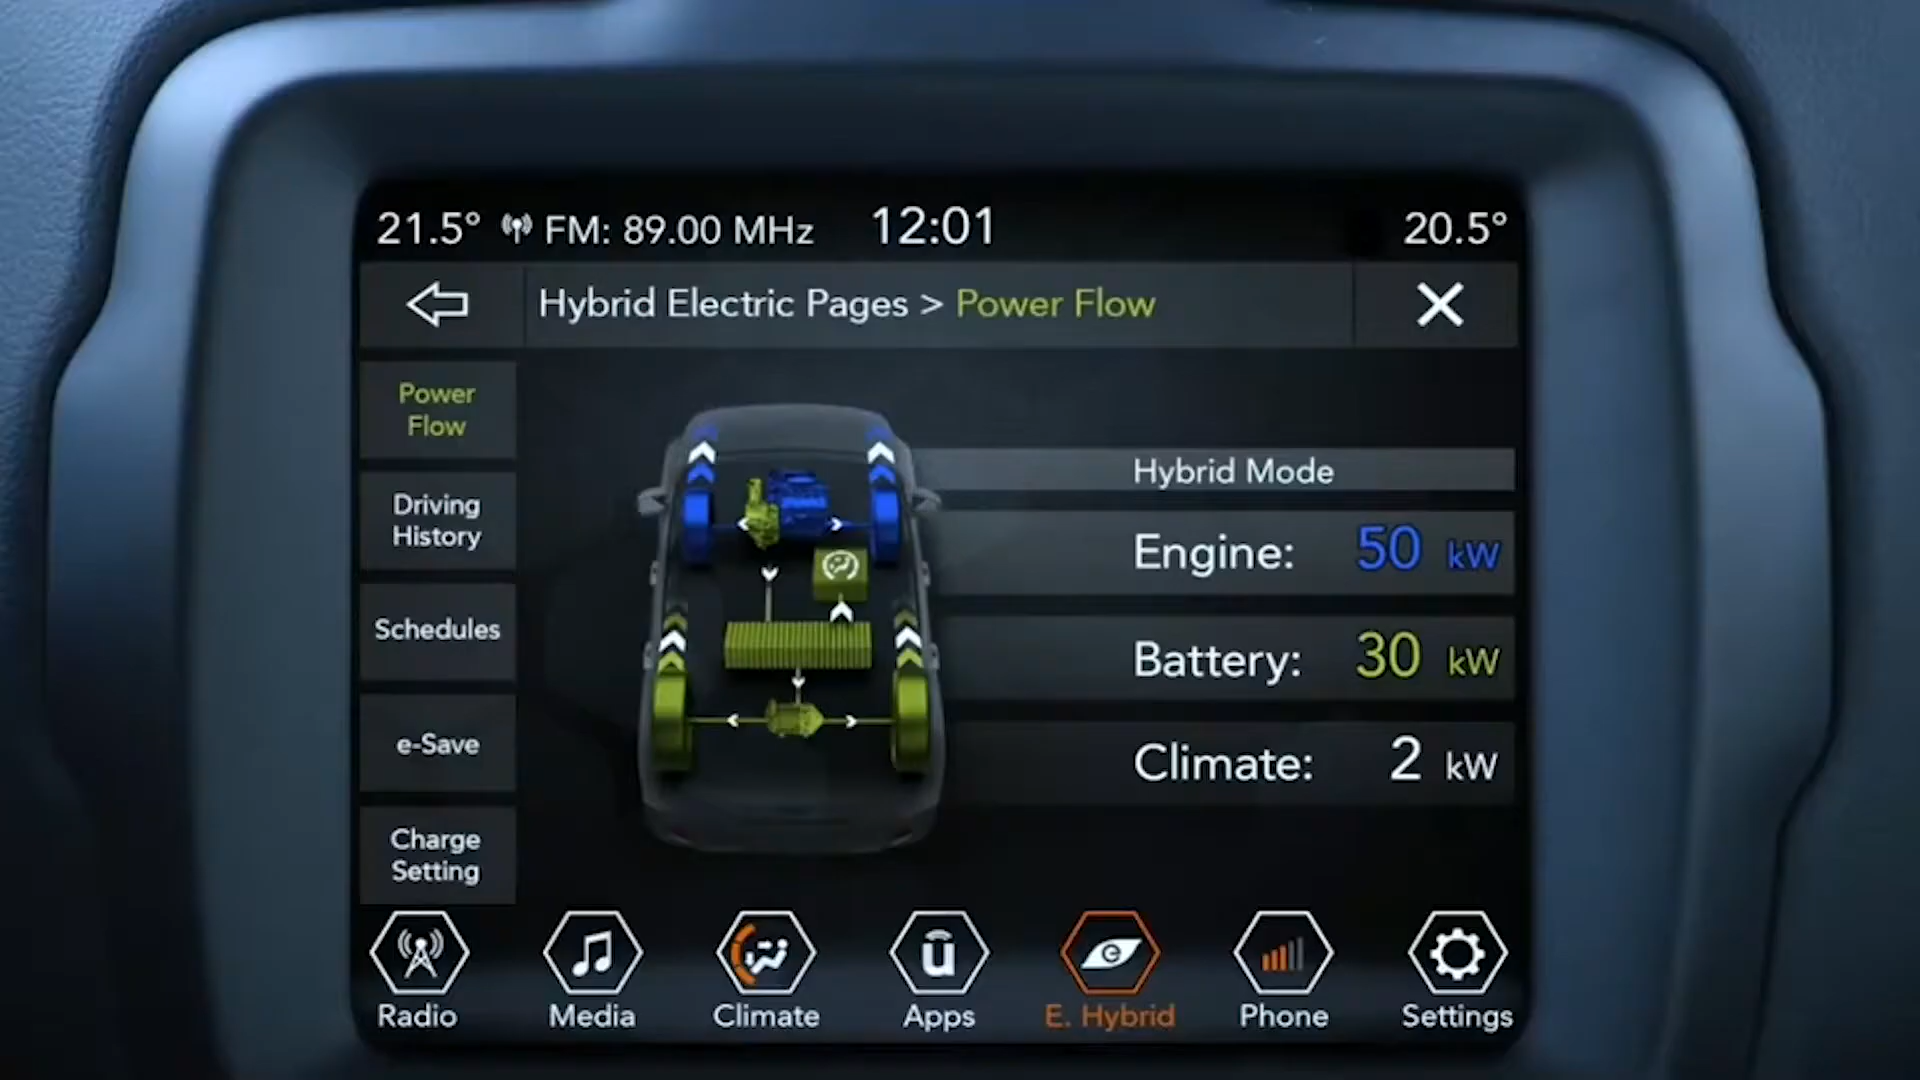 21.5° FM: 89.00 MHz 12:01 20.5°
Hybrid Electric Pages > Power Flow
Power
Flow
Driving
History
Schedules
e-Save
Charge
Setting
Hybrid Mode
Engine: 50 kW
Battery: 30 kW
Climate: 2 kW
Radio Media Climate Apps E. Hybrid Phone Settings